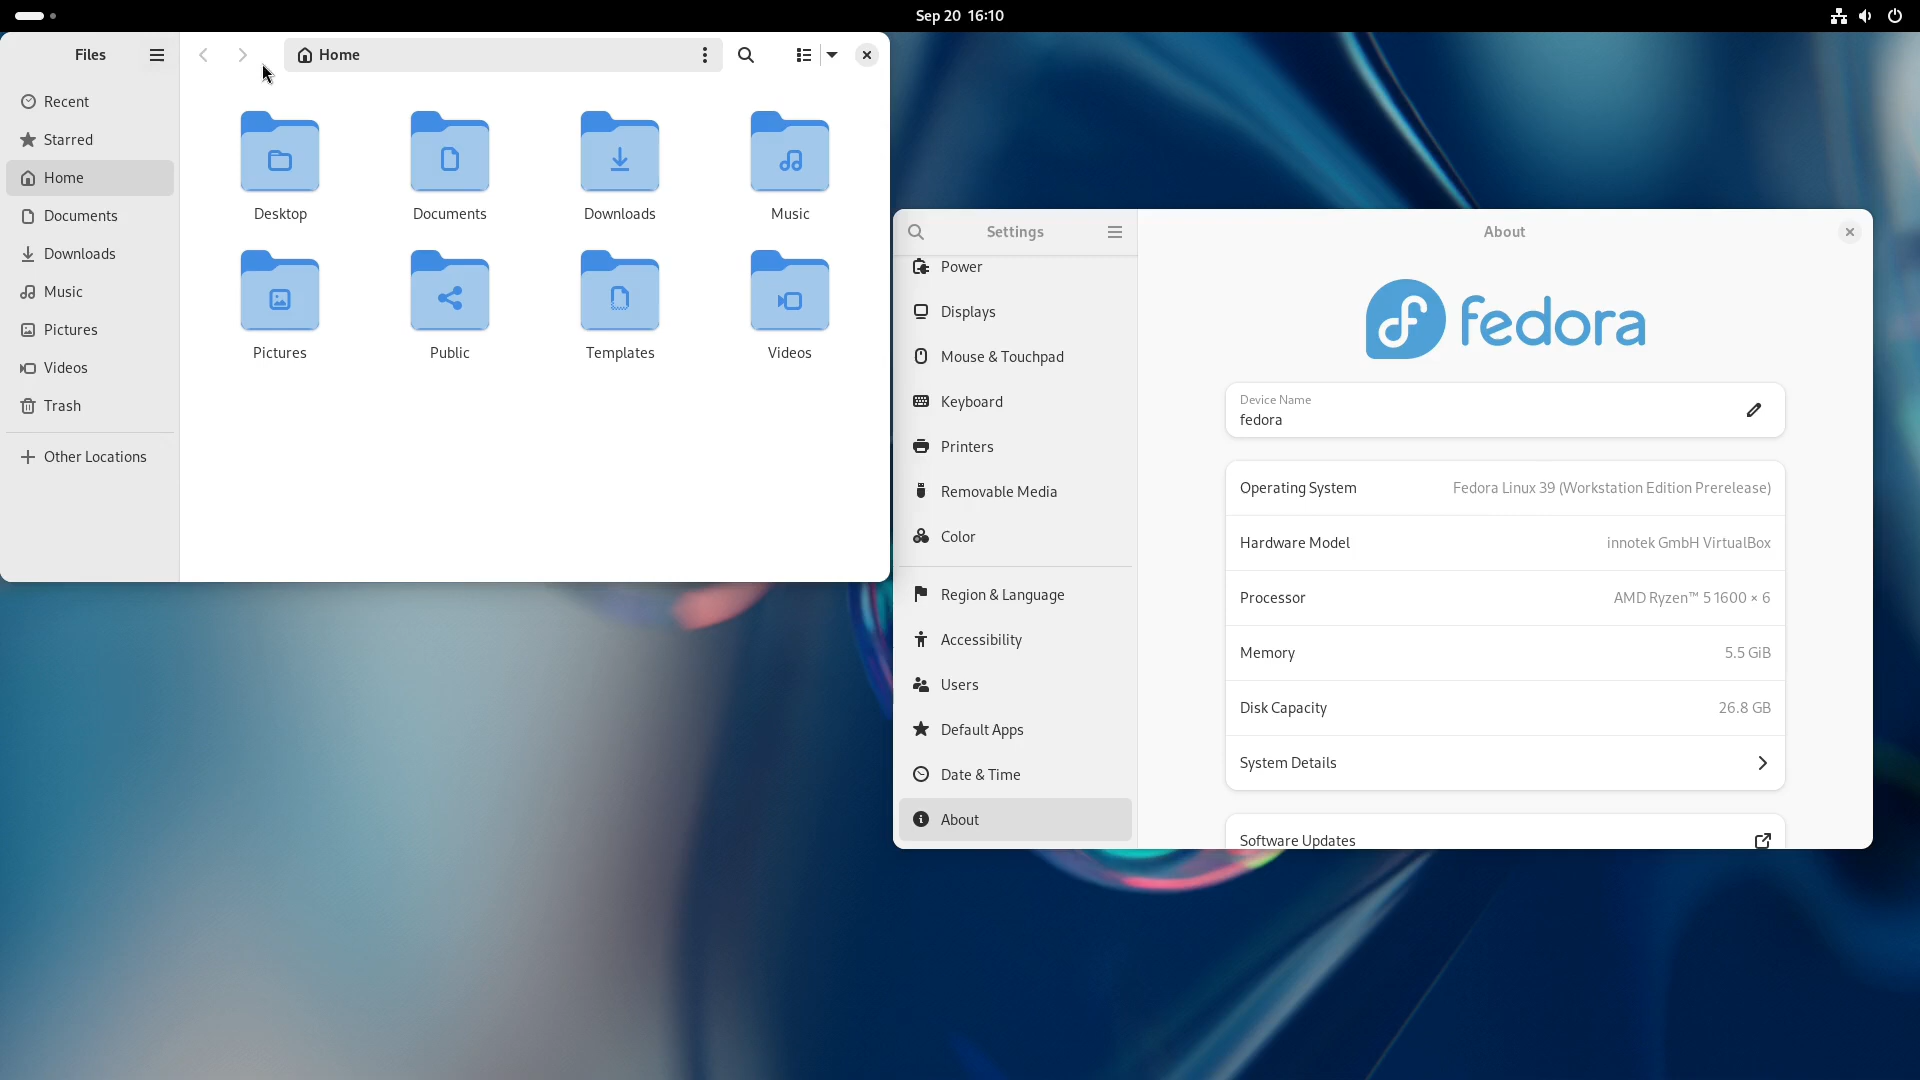 Sep 20 16:10
Files
Home
Recent
Starred
Home
Documents
Downloads
Music
Pictures
Videos
Trash
Other Locations
Desktop
Documents
Downloads
Music
Pictures
Public
Templates
Videos
Settings
Power
Displays
Mouse & Touchpad
Keyboard
Printers
Removable Media
Color
Region & Language
Accessibility
Users
Default Apps
Date & Time
About
About
fedora
Device Name
fedora
Operating System Fedora Linux 39 (Workstation Edition Prerelease)
Hardware Model innotek GmbH VirtualBox
Processor AMD Ryzen™ 5 1600 × 6
Memory 5.5 GiB
Disk Capacity 26.8 GB
System Details
Software Updates